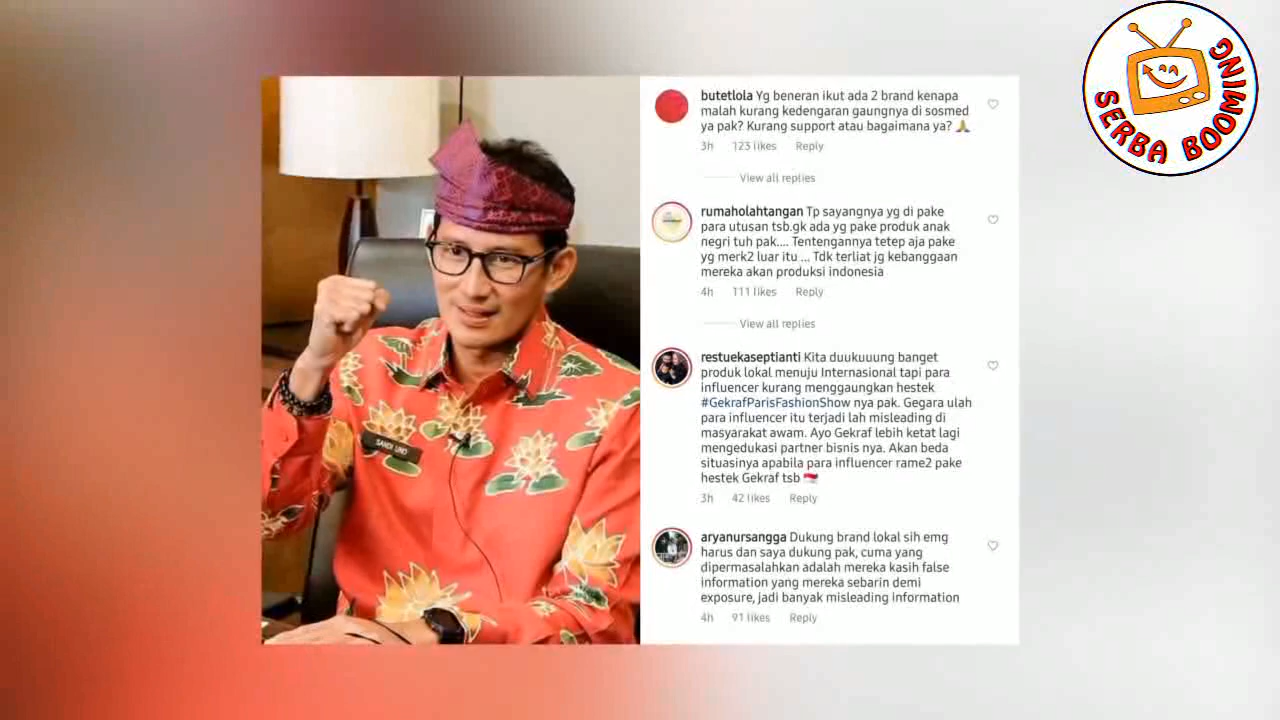 SERBA BOOMING
SANDI UNO
butetlola Yg beneran ikut ada 2 brand kenapa
malah kurang kedengaran gaungnya di sosmed
ya pak? Kurang support atau bagaimana ya? 🙏
3h 123 likes Reply
View all replies
rumaholahtangan Tp sayangnya yg di pake
para utusan tsb.gk ada yg pake produk anak
negri tuh pak.... Tentengannya tetep aja pake
yg merk2 luar itu ... Tdk terliat jg kebanggaan
mereka akan produksi indonesia
4h 111 likes Reply
View all replies
restuekaseptianti Kita duukuuung banget
produk lokal menuju Internasional tapi para
influencer kurang menggaungkan hestek
#GekrafParisFashionShow nya pak. Gegara ulah
para influencer itu terjadi lah misleading di
masyarakat awam. Ayo Gekraf lebih ketat lagi
mengedukasi partner bisnis nya. Akan beda
situasinya apabila para influencer rame2 pake
hestek Gekraf tsb 🇮🇩
3h 42 likes Reply
aryanursangga Dukung brand lokal sih emg
harus dan saya dukung pak, cuma yang
dipermasalahkan adalah mereka kasih false
information yang mereka sebarin demi
exposure, jadi banyak misleading information
4h 91 likes Reply